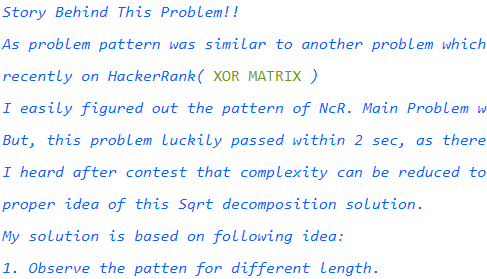 Story Behind This Problem!!
As problem pattern was similar to another problem which
recently on HackerRank( XOR MATRIX )
I easily figured out the pattern of NcR. Main Problem w
But, this problem luckily passed within 2 sec, as there
I heard after contest that complexity can be reduced to
proper idea of this Sqrt decomposition solution.
My solution is based on following idea:
1. Observe the patten for different length.